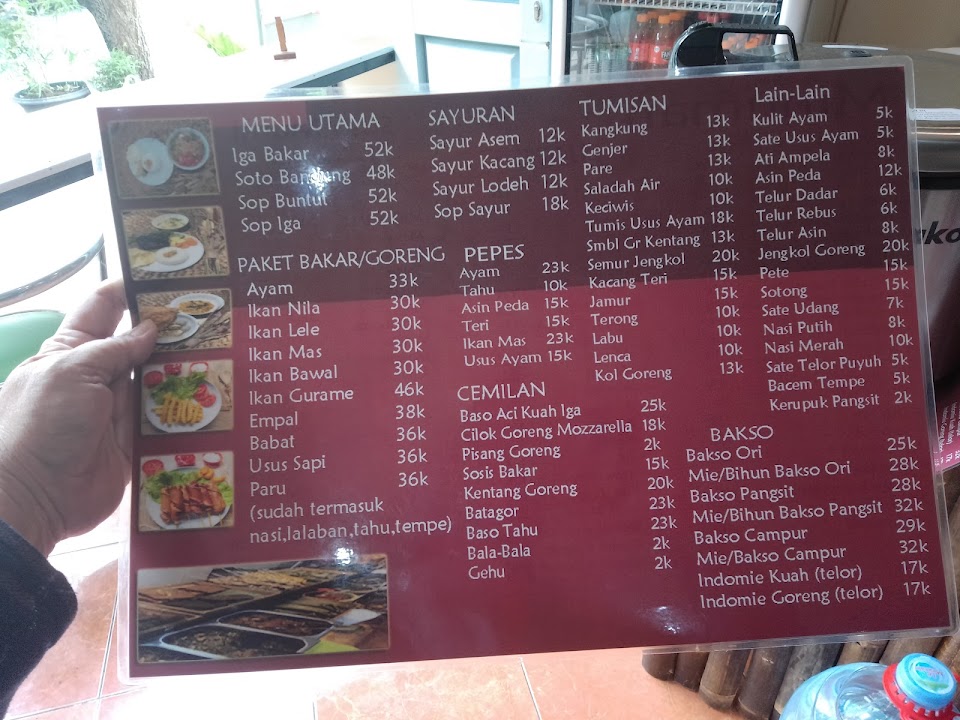 MENU UTAMA
Iga Bakar 52k
Soto Bandung 48k
Sop Buntut 52k
Sop Iga 52k
PAKET BAKAR/GORENG
Ayam 33k
Ikan Nila 30k
Ikan Lele 30k
Ikan Mas 30k
Ikan Bawal 30k
Ikan Gurame 46k
Empal 38k
Babat 36k
Usus Sapi 36k
Paru 36k
(sudah termasuk
nasi,lalaban,tahu,tempe)
SAYURAN
Sayur Asem 12k
Sayur Kacang 12k
Sayur Lodeh 12k
Sop Sayur 18k
PEPES
Ayam 23k
Tahu 10k
Asin Peda 15k
Teri 15k
Ikan Mas 23k
Usus Ayam 15k
CEMILAN
Baso Aci Kuah Iga 25k
Cilok Goreng Mozzarella 18k
Pisang Goreng 2k
Sosis Bakar 15k
Kentang Goreng 20k
Batagor 23k
Baso Tahu 23k
Bala-Bala 2k
Gehu 2k
TUMISAN
Kangkung 13k
Genjer 13k
Pare 13k
Saladah Air 10k
Keciwis 10k
Tumis Usus Ayam 18k
Smbl Gr Kentang 13k
Semur Jengkol 20k
Kacang Teri 15k
Jamur 15k
Terong 10k
Labu 10k
Lenca 10k
Kol Goreng 13k
Lain-Lain
Kulit Ayam 5k
Sate Usus Ayam 5k
Ati Ampela 8k
Asin Peda 12k
Telur Dadar 6k
Telur Rebus 6k
Telur Asin 8k
Jengkol Goreng 20k
Pete 15k
Sotong 15k
Sate Udang 7k
Nasi Putih 8k
Nasi Merah 10k
Sate Telor Puyuh 5k
Bacem Tempe 5k
Kerupuk Pangsit 2k
BAKSO
Bakso Ori 25k
Mie/Bihun Bakso Ori 28k
Bakso Pangsit 28k
Mie/Bihun Bakso Pangsit 32k
Bakso Campur 29k
Mie/Bakso Campur 32k
Indomie Kuah (telor) 17k
Indomie Goreng (telor) 17k